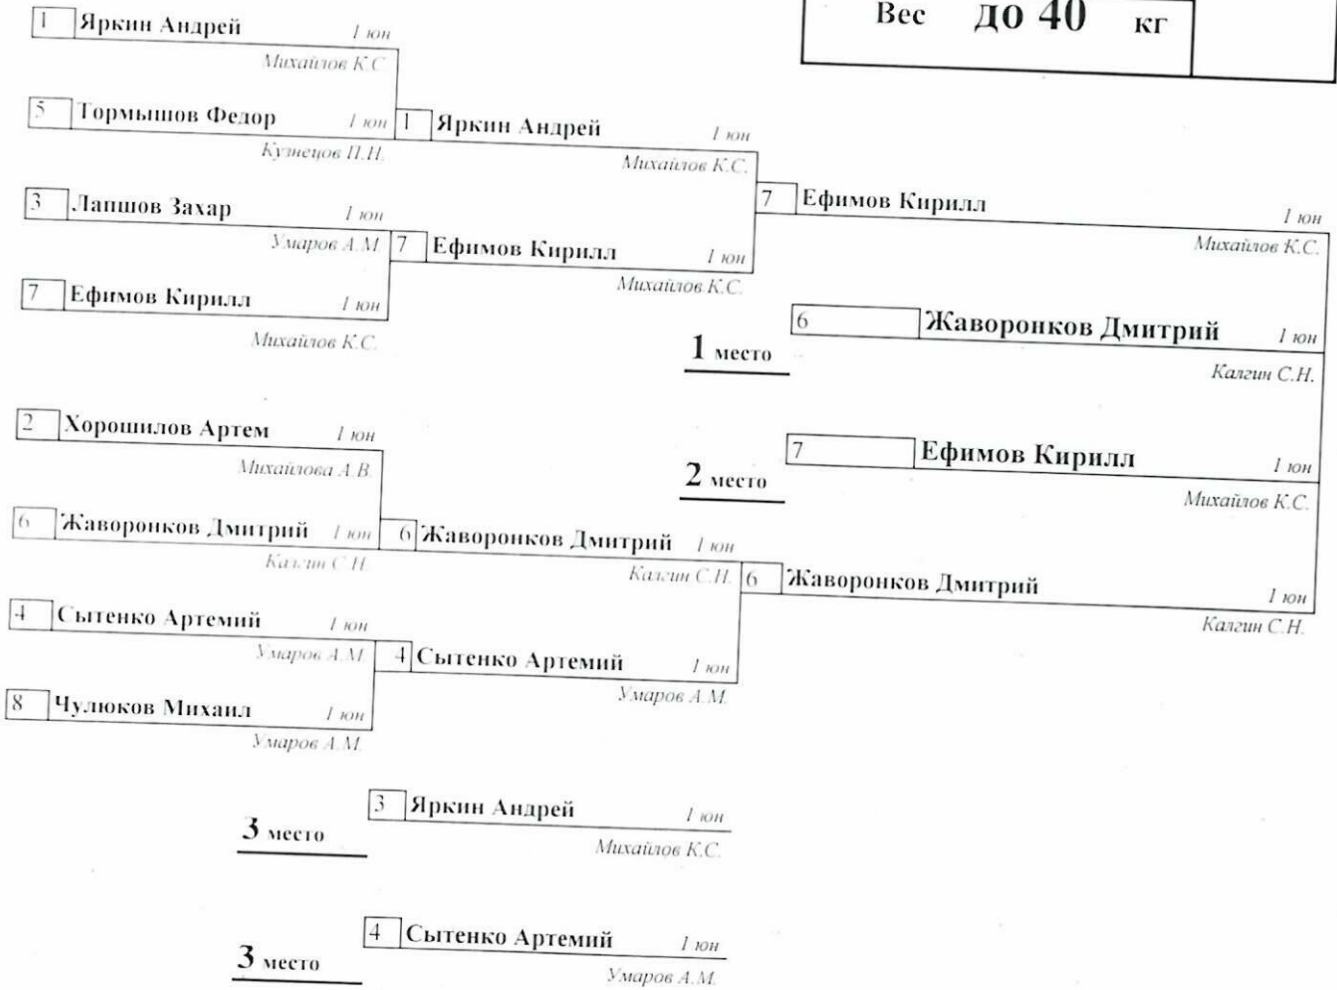 Вес до 40 кг
1 Яркин Андрей 1 юн
Михайлов К.С
5 Тормышов Федор 1 юн
Кузнецов П.Н.
1 Яркин Андрей 1 юн
Михайлов К.С.
3 Лапшов Захар 1 юн
Умаров А.М
7 Ефимов Кирилл 1 юн
Михайлов К.С.
7 Ефимов Кирилл 1 юн
Михайлов К.С.
7 Ефимов Кирилл 1 юн
Михайлов К.С.
1 место
6 Жаворонков Дмитрий 1 юн
Калгин С.Н.
2 место
7 Ефимов Кирилл 1 юн
Михайлов К.С.
2 Хорошилов Артем 1 юн
Михайлова А.В.
6 Жаворонков Дмитрий 1 юн
Калгин С.Н.
6 Жаворонков Дмитрий 1 юн
Калгин С.Н.
4 Сытенко Артемий 1 юн
Умаров А.М.
8 Чулюков Михаил 1 юн
Умаров А.М.
4 Сытенко Артемий 1 юн
Умаров А.М.
6 Жаворонков Дмитрий 1 юн
Калгин С.Н.
3 место
3 Яркин Андрей 1 юн
Михайлов К.С.
3 место
4 Сытенко Артемий 1 юн
Умаров А.М.